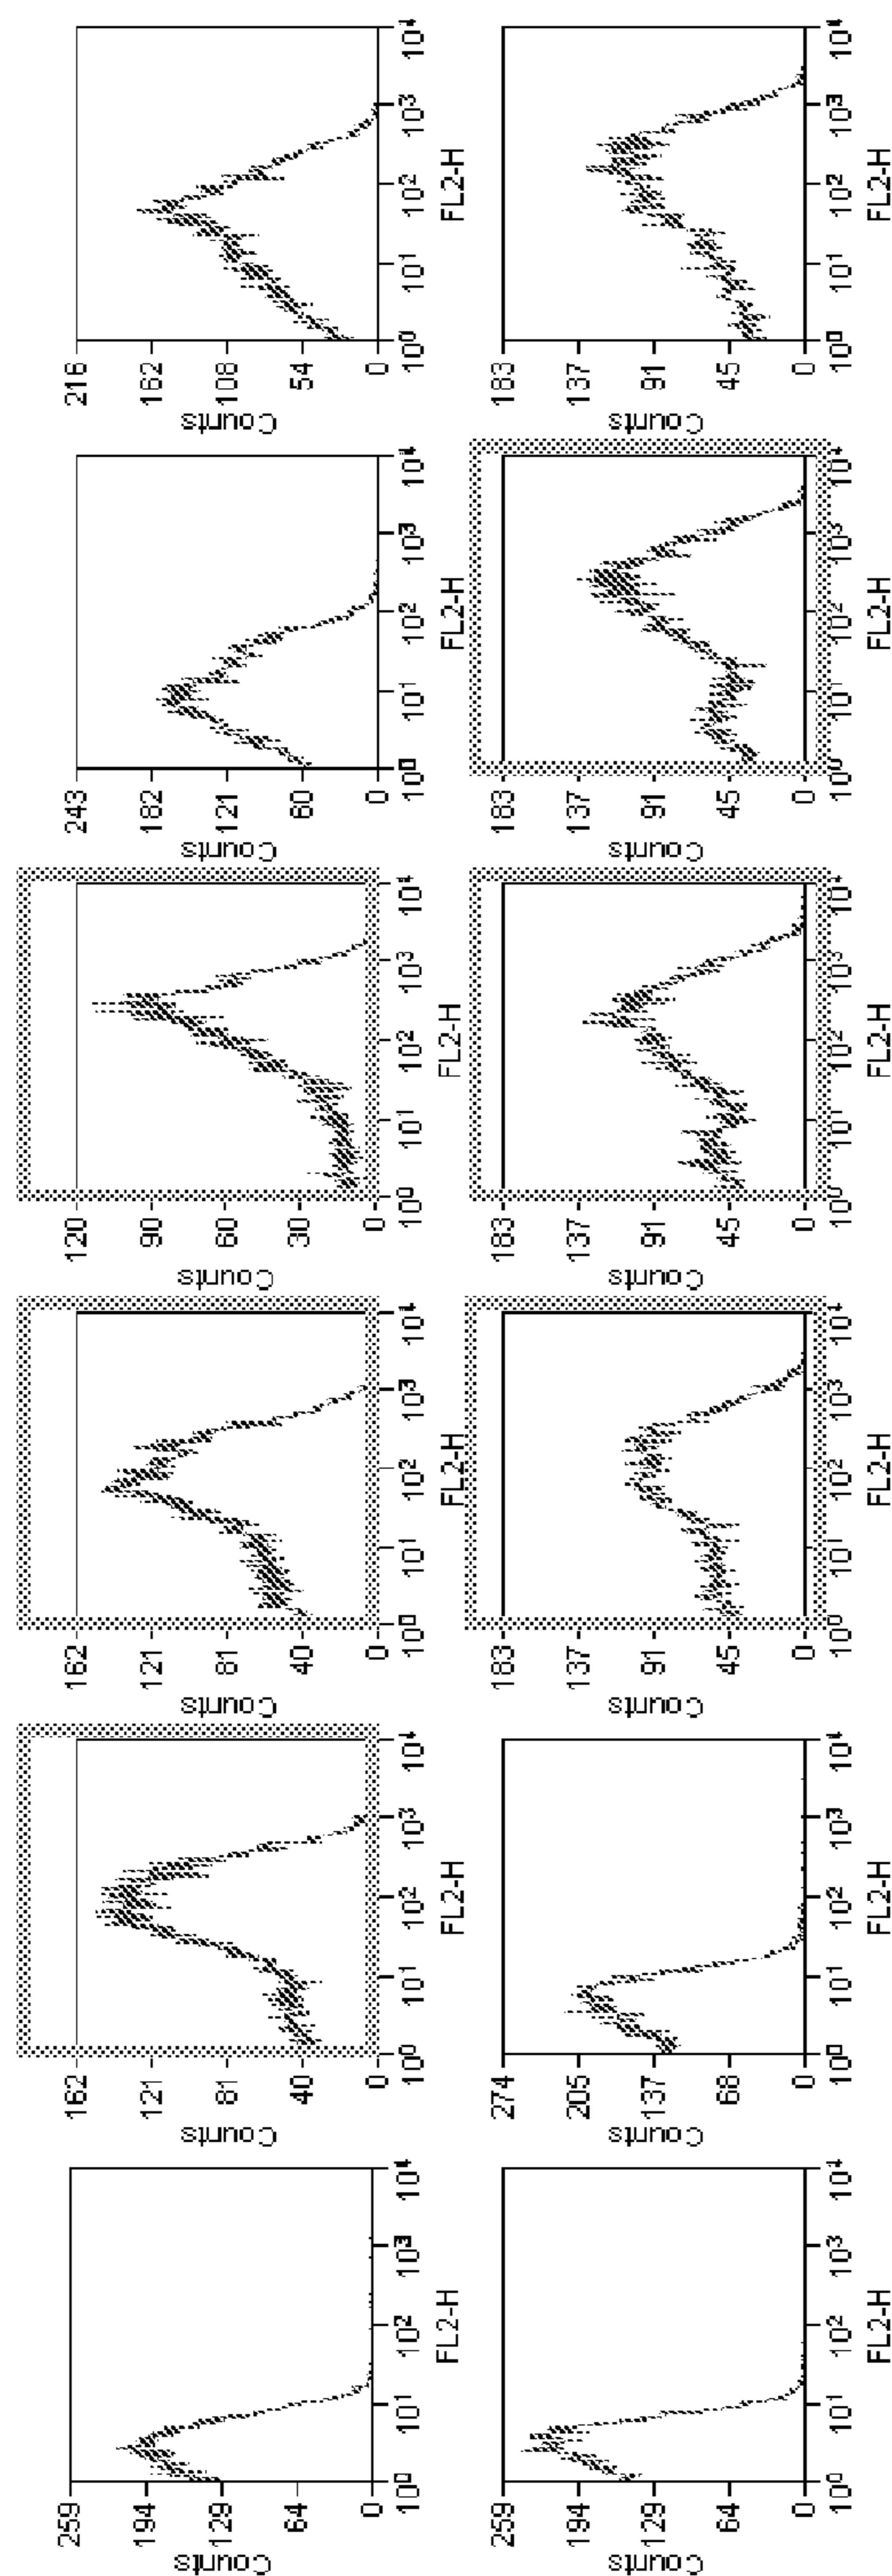 Counts
259
194
129
64
0
10⁰ 10¹ 10² 10³ 10⁴
FL2-H
Counts
162
121
81
40
0
10⁰ 10¹ 10² 10³ 10⁴
FL2-H
Counts
162
121
81
40
0
10⁰ 10¹ 10² 10³ 10⁴
FL2-H
Counts
120
90
60
30
0
10⁰ 10¹ 10² 10³ 10⁴
FL2-H
Counts
243
182
121
60
0
10⁰ 10¹ 10² 10³ 10⁴
FL2-H
Counts
216
162
108
54
0
10⁰ 10¹ 10² 10³ 10⁴
FL2-H
Counts
259
194
129
64
0
10⁰ 10¹ 10² 10³ 10⁴
FL2-H
Counts
274
205
137
68
0
10⁰ 10¹ 10² 10³ 10⁴
FL2-H
Counts
183
137
91
45
0
10⁰ 10¹ 10² 10³ 10⁴
FL2-H
Counts
183
137
91
45
0
10⁰ 10¹ 10² 10³ 10⁴
FL2-H
Counts
183
137
91
45
0
10⁰ 10¹ 10² 10³ 10⁴
FL2-H
Counts
183
137
91
45
0
10⁰ 10¹ 10² 10³ 10⁴
FL2-H